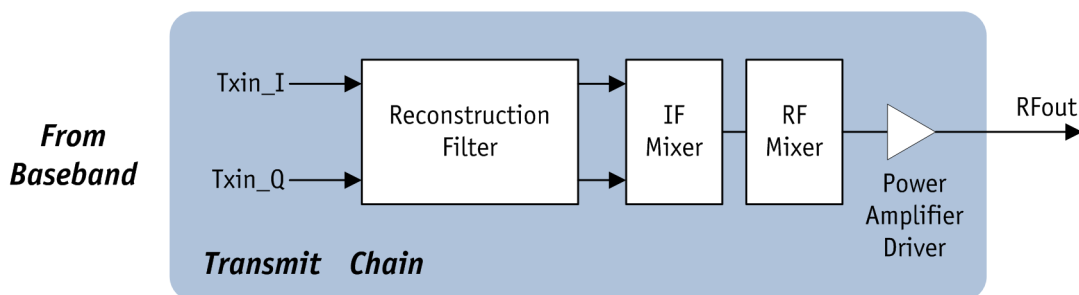 From
Baseband
Txin_I
Txin_Q
Reconstruction
Filter
IF
Mixer
RF
Mixer
Power
Amplifier
Driver
RFout
Transmit Chain